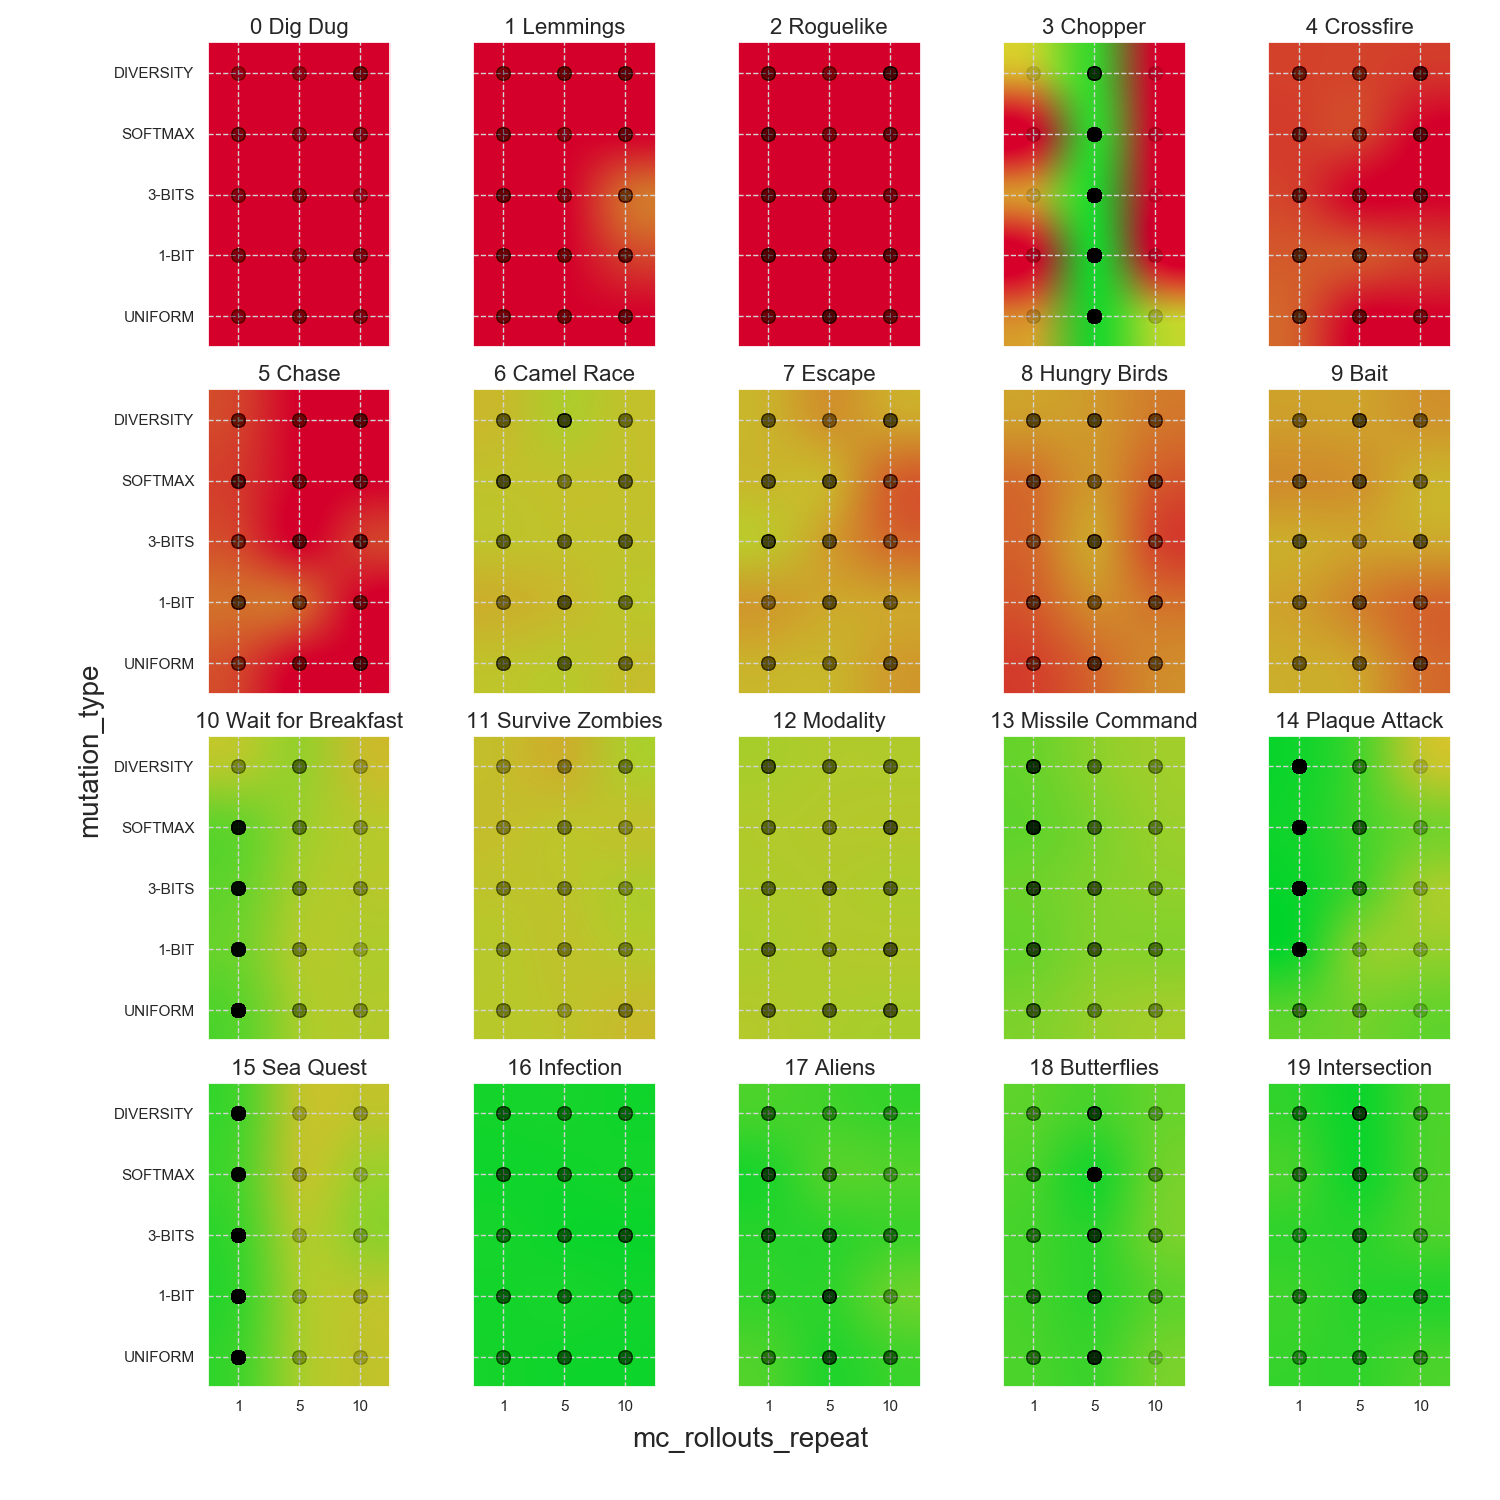 0 Dig Dug
1 Lemmings
2 Roguelike
3 Chopper
4 Crossfire
DIVERSITY
SOFTMAX
3-BITS
1-BIT
UNIFORM
5 Chase
6 Camel Race
7 Escape
8 Hungry Birds
9 Bait
DIVERSITY
SOFTMAX
3-BITS
1-BIT
UNIFORM
mutation_type
10 Wait for Breakfast
11 Survive Zombies
12 Modality
13 Missile Command
14 Plaque Attack
DIVERSITY
SOFTMAX
3-BITS
1-BIT
UNIFORM
15 Sea Quest
16 Infection
17 Aliens
18 Butterflies
19 Intersection
DIVERSITY
SOFTMAX
3-BITS
1-BIT
UNIFORM
1 5 10
1 5 10
1 5 10
1 5 10
1 5 10
mc_rollouts_repeat